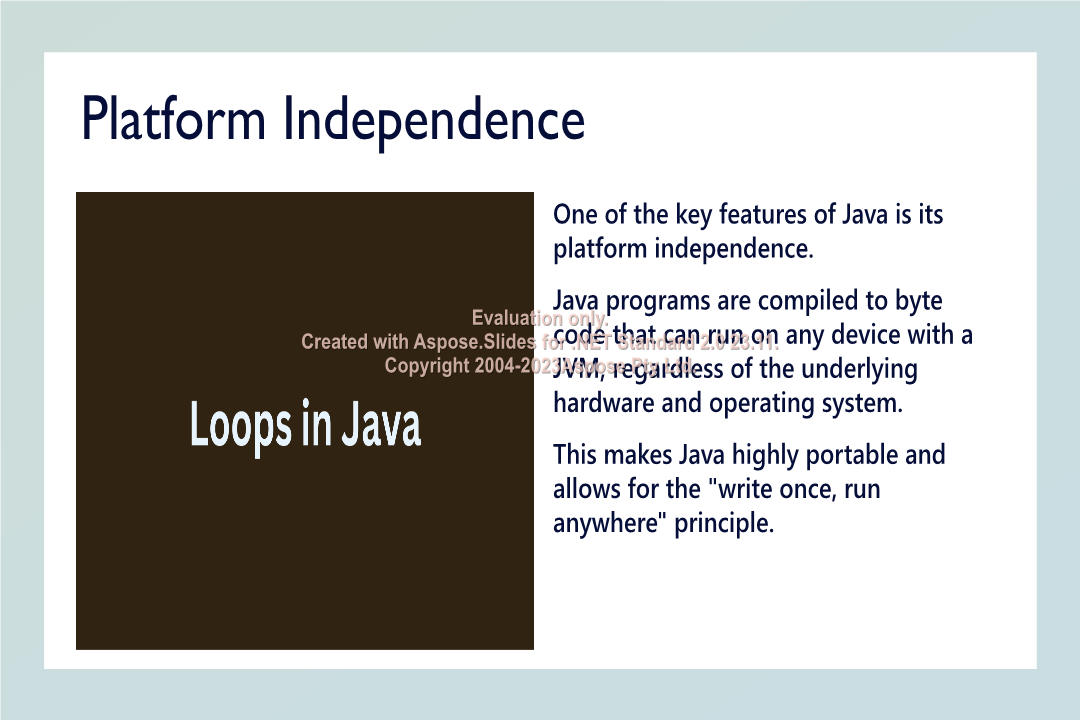 Platform Independence
One of the key features of Java is its
platform independence.
Java programs are compiled to byte
code that can run on any device with a
JVM, regardless of the underlying
hardware and operating system.
This makes Java highly portable and
allows for the "write once, run
anywhere" principle.
Loops in Java
Evaluation only.
Created with Aspose.Slides for .NET Standard 2.0 23.11.
Copyright 2004-2023Aspose Pty Ltd.